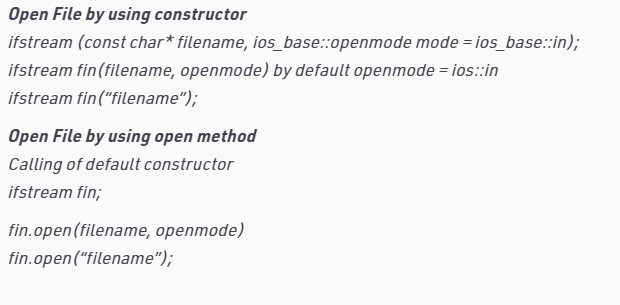 Open File by using constructor
ifstream (const char* filename, ios_base::openmode mode = ios_base::in);
ifstream fin(filename, openmode) by default openmode = ios::in
ifstream fin(“filename”);
Open File by using open method
Calling of default constructor
ifstream fin;
fin.open(filename, openmode)
fin.open(“filename”);